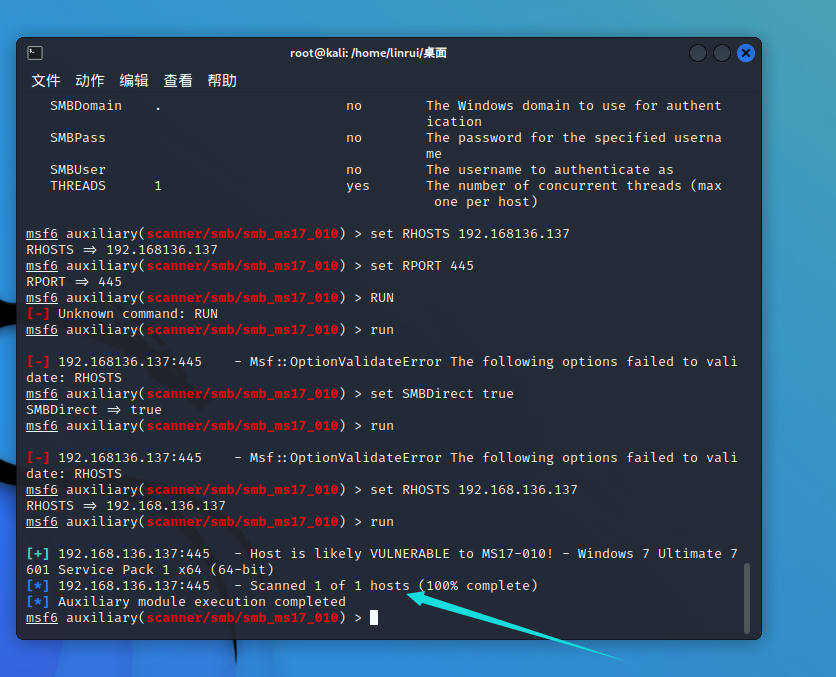 root@kali: /home/linrui/桌面
文件 动作 编辑 查看 帮助
SMBDomain . no The Windows domain to use for authent
ication
SMBPass no The password for the specified userna
me
SMBUser no The username to authenticate as
THREADS 1 yes The number of concurrent threads (max
one per host)
msf6 auxiliary(scanner/smb/smb_ms17_010) > set RHOSTS 192.168136.137
RHOSTS => 192.168136.137
msf6 auxiliary(scanner/smb/smb_ms17_010) > set RPORT 445
RPORT => 445
msf6 auxiliary(scanner/smb/smb_ms17_010) > RUN
[-] Unknown command: RUN
msf6 auxiliary(scanner/smb/smb_ms17_010) > run
[-] 192.168136.137:445 - Msf::OptionValidateError The following options failed to vali
date: RHOSTS
msf6 auxiliary(scanner/smb/smb_ms17_010) > set SMBDirect true
SMBDirect => true
msf6 auxiliary(scanner/smb/smb_ms17_010) > run
[-] 192.168136.137:445 - Msf::OptionValidateError The following options failed to vali
date: RHOSTS
msf6 auxiliary(scanner/smb/smb_ms17_010) > set RHOSTS 192.168.136.137
RHOSTS => 192.168.136.137
msf6 auxiliary(scanner/smb/smb_ms17_010) > run
[+] 192.168.136.137:445 - Host is likely VULNERABLE to MS17-010! - Windows 7 Ultimate 7
601 Service Pack 1 x64 (64-bit)
[*] 192.168.136.137:445 - Scanned 1 of 1 hosts (100% complete)
[*] Auxiliary module execution completed
msf6 auxiliary(scanner/smb/smb_ms17_010) >